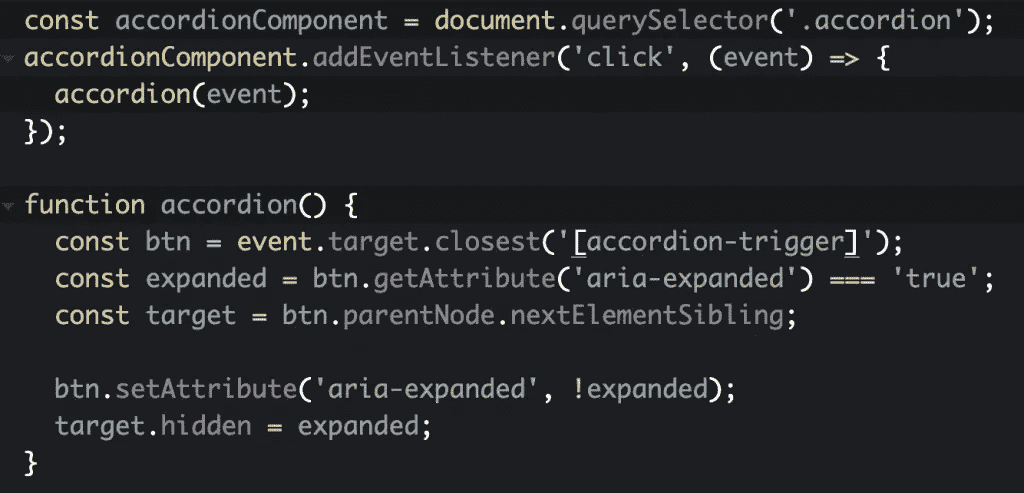 const accordionComponent = document.querySelector('.accordion');
accordionComponent.addEventListener('click', (event) => {
  accordion(event);
});

function accordion() {
  const btn = event.target.closest('[accordion-trigger]');
  const expanded = btn.getAttribute('aria-expanded') === 'true';
  const target = btn.parentNode.nextElementSibling;

  btn.setAttribute('aria-expanded', !expanded);
  target.hidden = expanded;
}